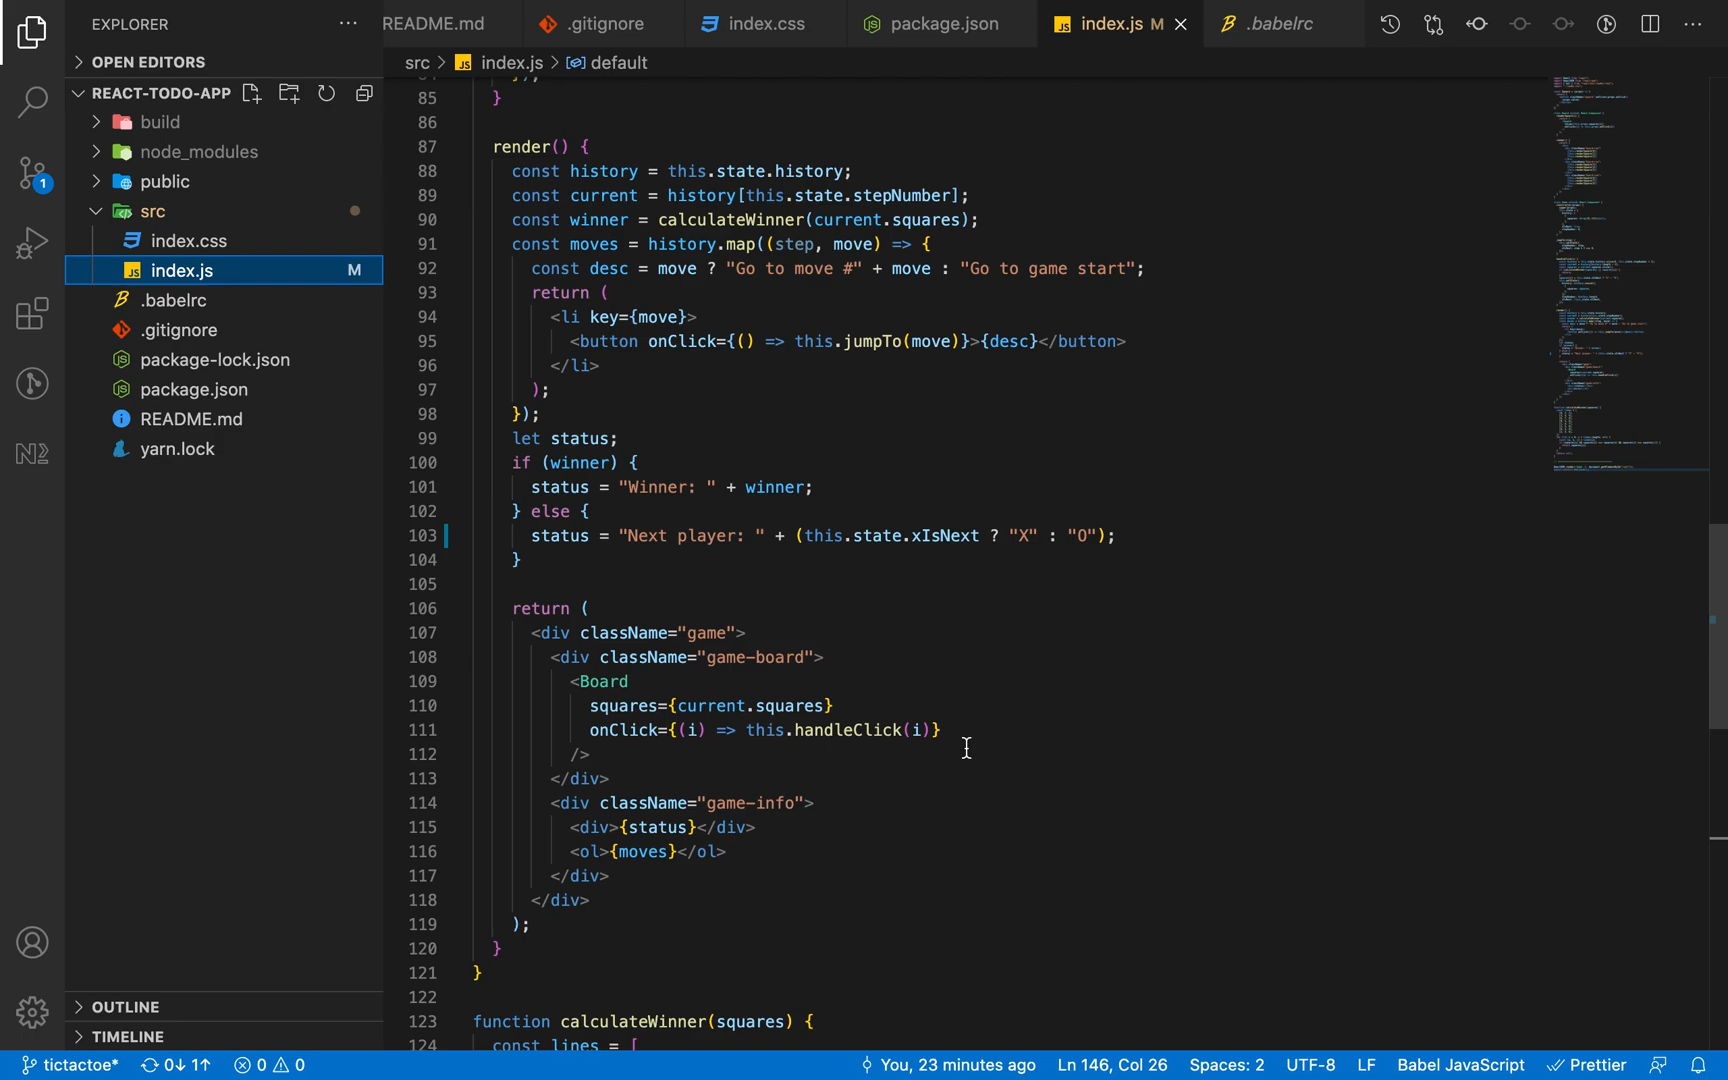 EXPLORER
README.md
.gitignore
index.css
package.json
index.js M
.babelrc
OPEN EDITORS
src > index.js > default
REACT-TODO-APP
build
node_modules
public
src
index.css
index.js M
.babelrc
.gitignore
package-lock.json
package.json
README.md
yarn.lock
OUTLINE
TIMELINE
85 }
86
87 render() {
88 const history = this.state.history;
89 const current = history[this.state.stepNumber];
90 const winner = calculateWinner(current.squares);
91 const moves = history.map((step, move) => {
92 const desc = move ? "Go to move #" + move : "Go to game start";
93 return (
94 <li key={move}>
95 <button onClick={() => this.jumpTo(move)}>{desc}</button>
96 </li>
97 );
98 });
99 let status;
100 if (winner) {
101 status = "Winner: " + winner;
102 } else {
103 status = "Next player: " + (this.state.xIsNext ? "X" : "O");
104 }
105
106 return (
107 <div className="game">
108 <div className="game-board">
109 <Board
110 squares={current.squares}
111 onClick={(i) => this.handleClick(i)}
112 />
113 </div>
114 <div className="game-info">
115 <div>{status}</div>
116 <ol>{moves}</ol>
117 </div>
118 </div>
119 );
120 }
121 }
122
123 function calculateWinner(squares) {
124 const lines = [
1
tictactoe* 0↓ 1↑ 0 0 You, 23 minutes ago Ln 146, Col 26 Spaces: 2 UTF-8 LF Babel JavaScript Prettier